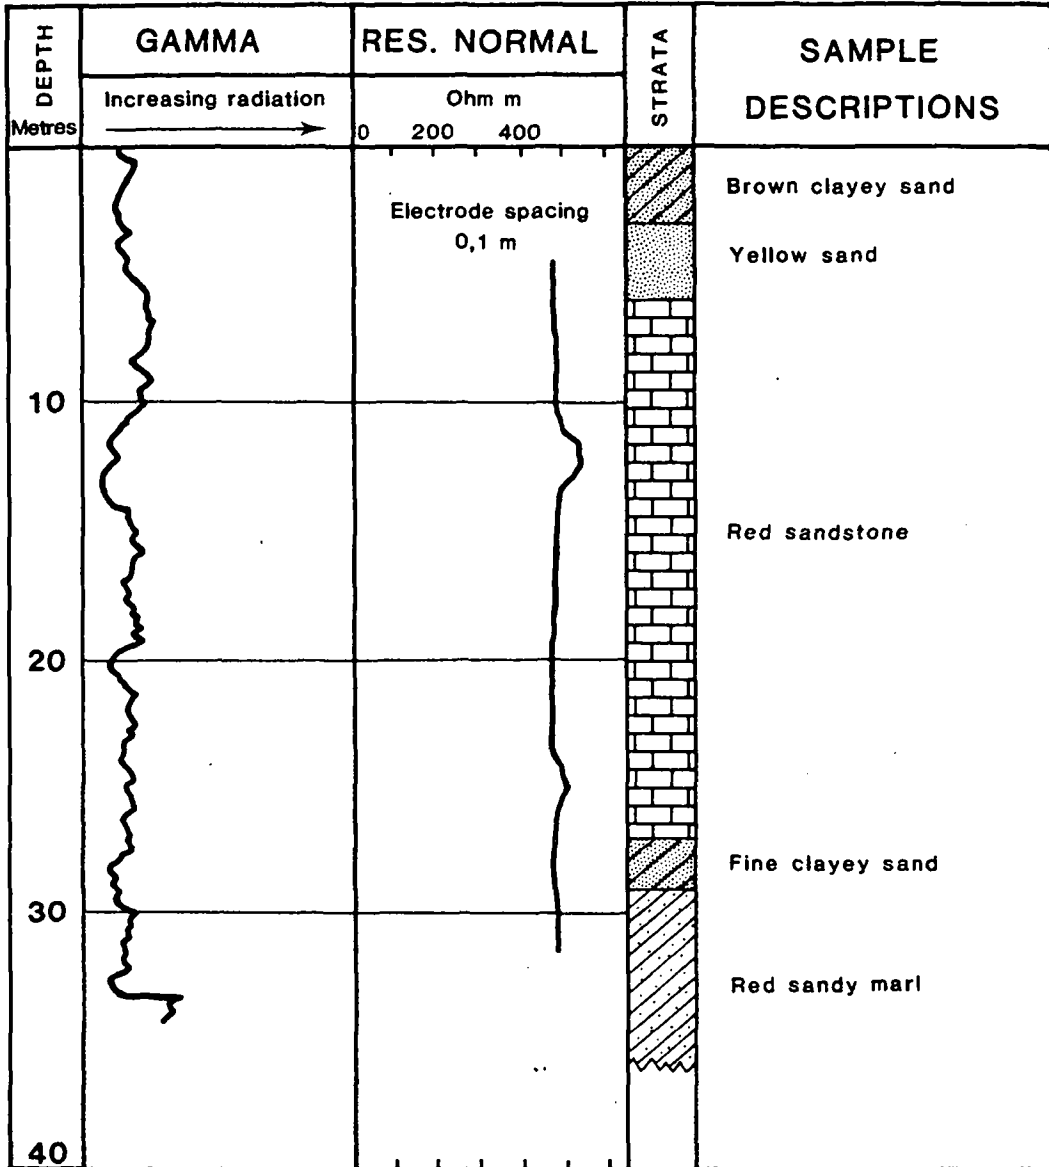 DEPTH
Metres
GAMMA
Increasing radiation
RES. NORMAL
Ohm m
0 200 400
STRATA
SAMPLE
DESCRIPTIONS
Electrode spacing
0,1 m
Brown clayey sand
Yellow sand
10
Red sandstone
20
Fine clayey sand
30
Red sandy marl
40